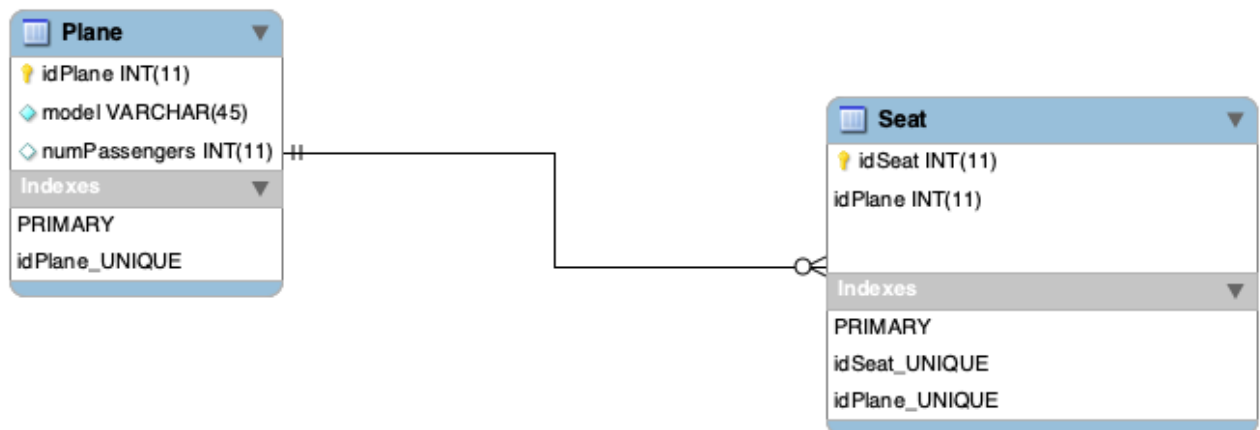 Plane
idPlane INT(11)
model VARCHAR(45)
numPassengers INT(11)
Indexes
PRIMARY
idPlane_UNIQUE
Seat
idSeat INT(11)
idPlane INT(11)
Indexes
PRIMARY
idSeat_UNIQUE
idPlane_UNIQUE